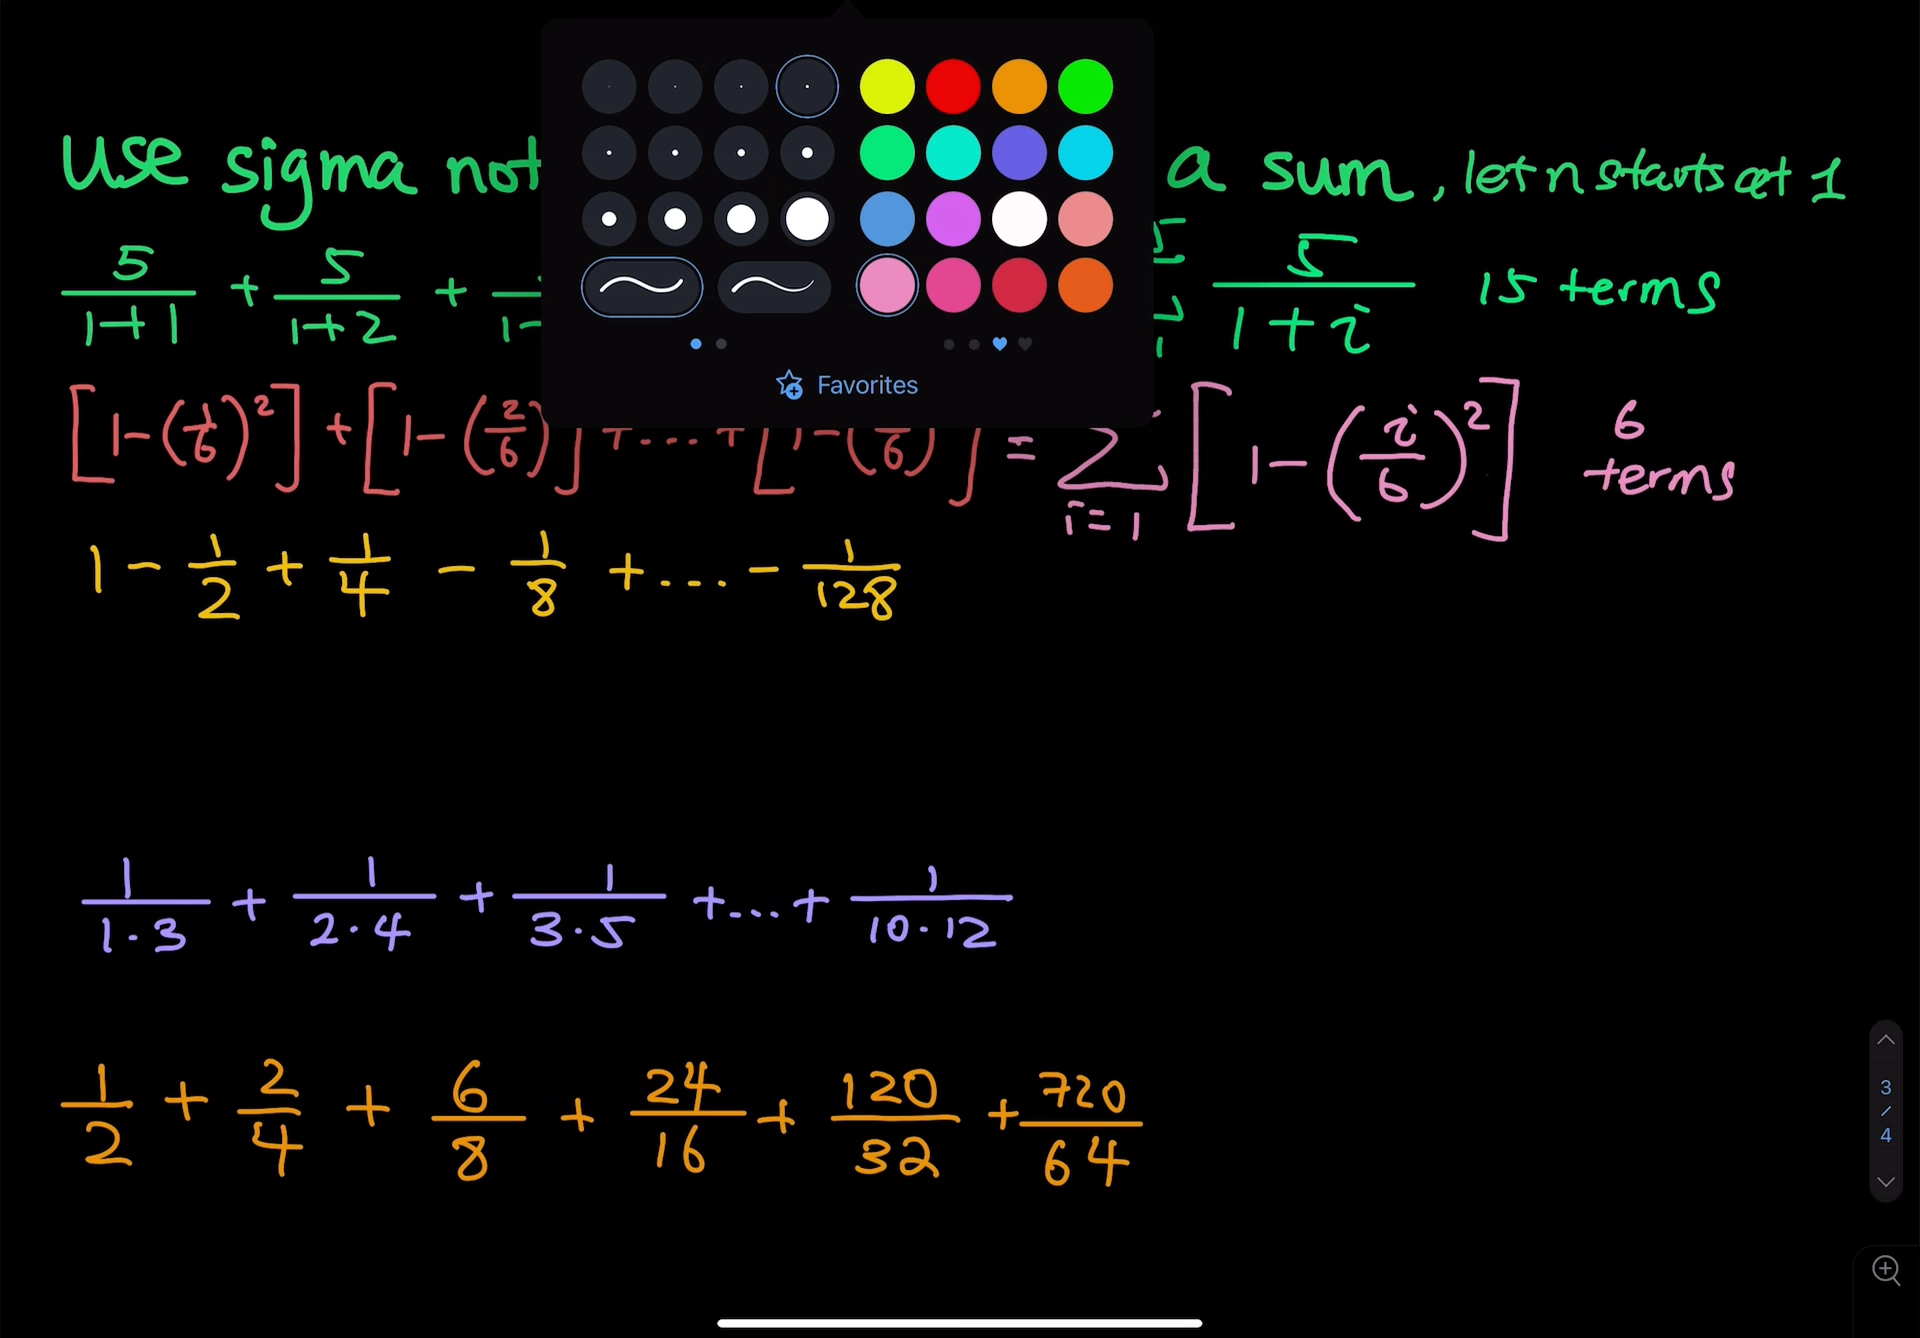 Use sigma not a sum, let n starts at 1
5/(1+1) + 5/(1+2) + 5/(1+i) 15 terms
[1-(1/6)²] + [1-(2/6)] +...+ [1-(/6)] = Σ i=1 [1-(i/6)²] 6 terms
1 - 1/2 + 1/4 - 1/8 +.... - 1/128
1/(1·3) + 1/(2·4) + 1/(3·5) +...+ 1/(10·12)
1/2 + 2/4 + 6/8 + 24/16 + 120/32 + 720/64
Favorites
3 / 4